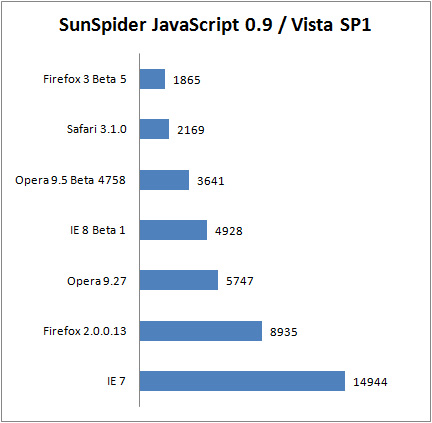 SunSpider JavaScript 0.9 / Vista SP1
Firefox 3 Beta 5 1865
Safari 3.1.0 2169
Opera 9.5 Beta 4758 3641
IE 8 Beta 1 4928
Opera 9.27 5747
Firefox 2.0.0.13 8935
IE 7 14944